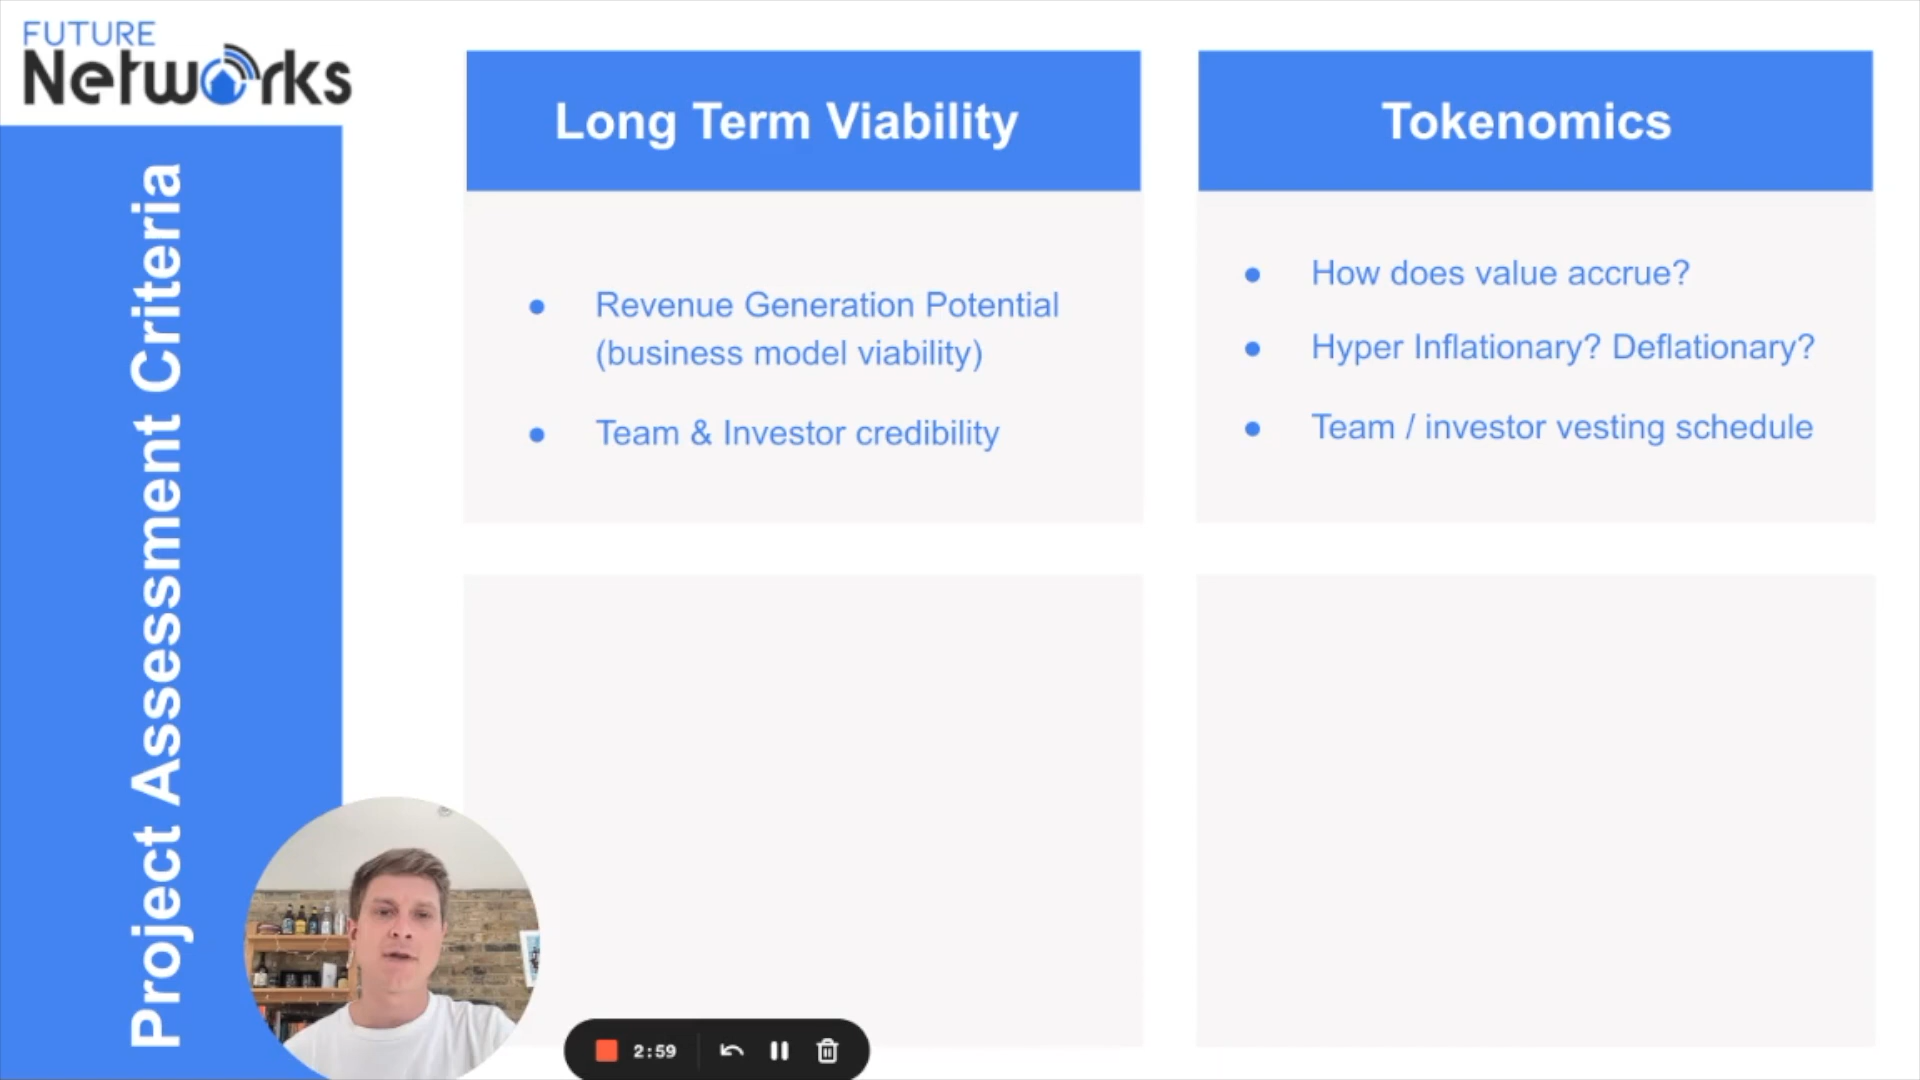 FUTURE
Networks
Project Assessment Criteria
Long Term Viability
Revenue Generation Potential
(business model viability)
Team & Investor credibility
Tokenomics
How does value accrue?
Hyper Inflationary? Deflationary?
Team / investor vesting schedule
2:59